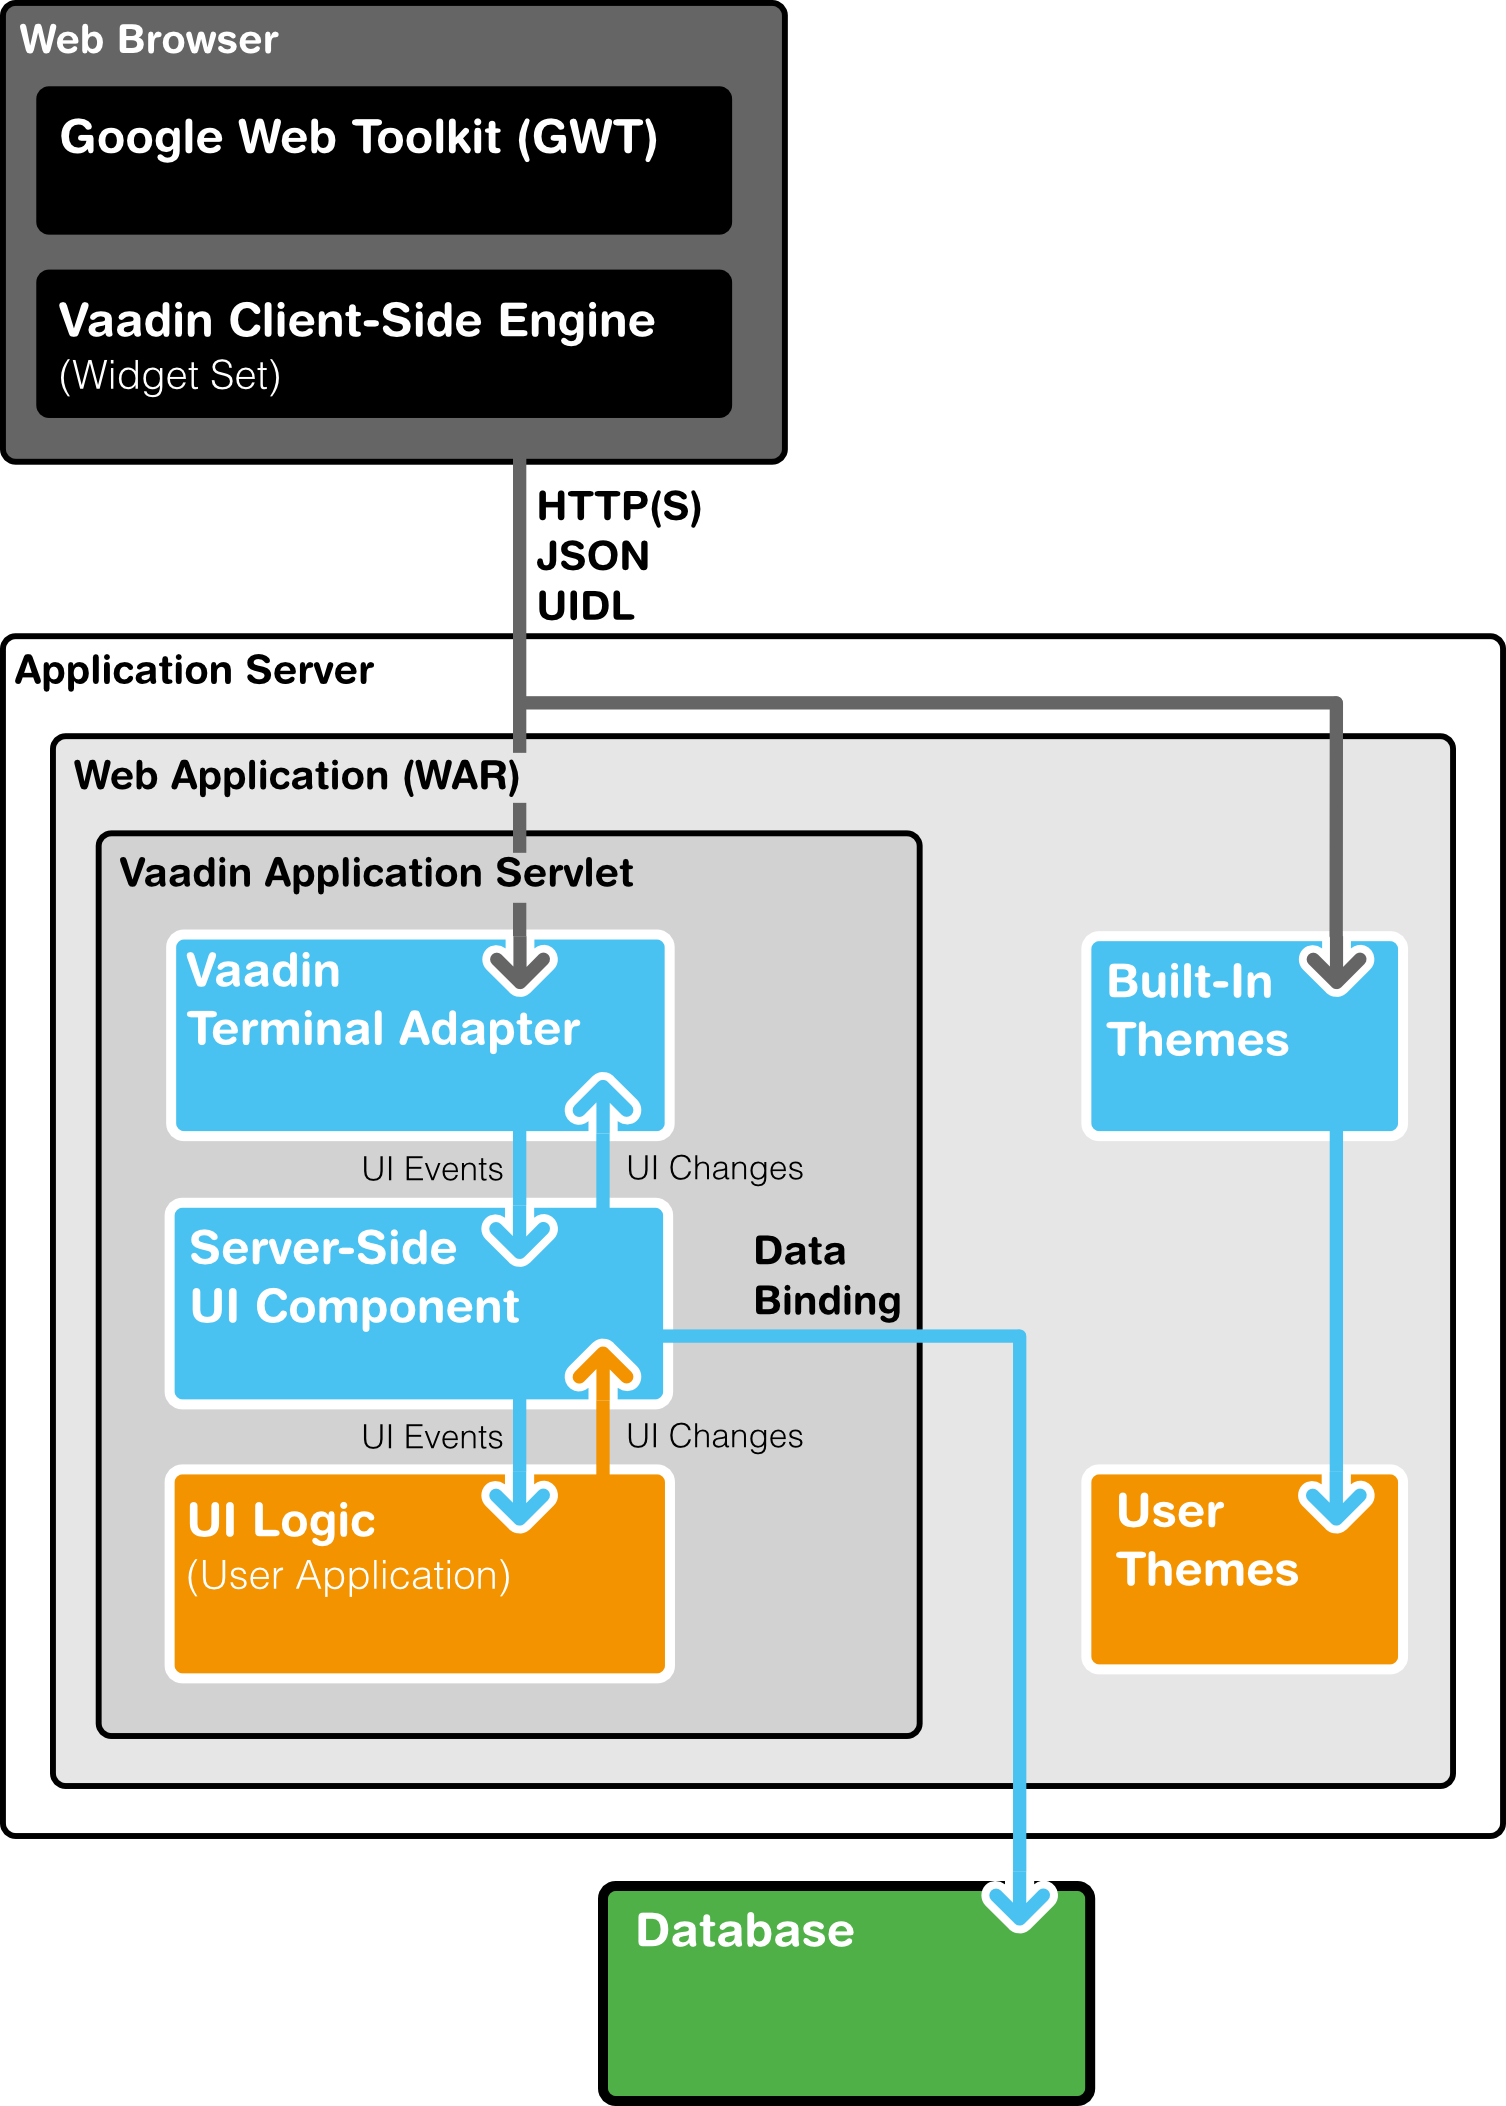 Web Browser
Google Web Toolkit (GWT)
Vaadin Client-Side Engine
(Widget Set)
HTTP(S)
JSON
UIDL
Application Server
Web Application (WAR)
Vaadin Application Servlet
Vaadin
Terminal Adapter
Built-In
Themes
UI Events
UI Changes
Server-Side
UI Component
Data
Binding
UI Events
UI Changes
UI Logic
(User Application)
User
Themes
Database